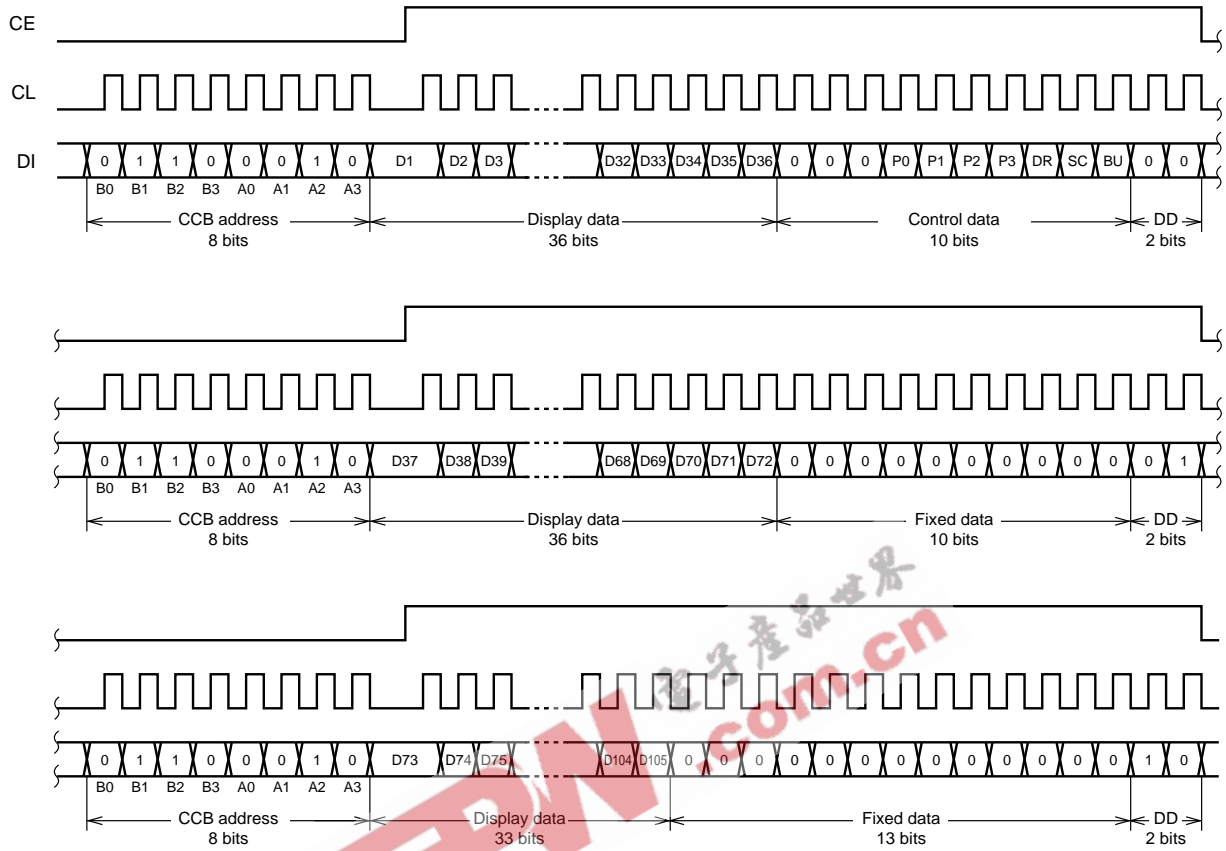 CE
CL
DI 0 1 1 0 0 0 1 0 D1 D2 D3 D32 D33 D34 D35 D36 0 0 0 P0 P1 P2 P3 DR SC BU 0 0
B0 B1 B2 B3 A0 A1 A2 A3
CCB address Display data Control data DD
8 bits 36 bits 10 bits 2 bits
0 1 1 0 0 0 1 0 D37 D38 D39 D68 D69 D70 D71 D72 0 0 0 0 0 0 0 0 0 0 0 1
B0 B1 B2 B3 A0 A1 A2 A3
CCB address Display data Fixed data DD
8 bits 36 bits 10 bits 2 bits
電子產品世界
.com.cn
0 1 1 0 0 0 1 0 D73 D74 D75 D104 D105 0 0 0 0 0 0 0 0 0 0 0 0 0 1 0
B0 B1 B2 B3 A0 A1 A2 A3
CCB address Display data Fixed data DD
8 bits 33 bits 13 bits 2 bits